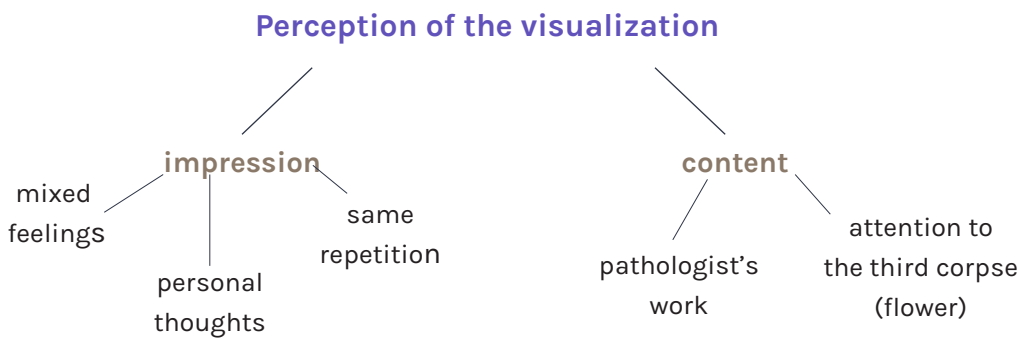 Perception of the visualization
impression
content
mixed
feelings
personal
thoughts
same
repetition
pathologist’s
work
attention to
the third corpse
(flower)